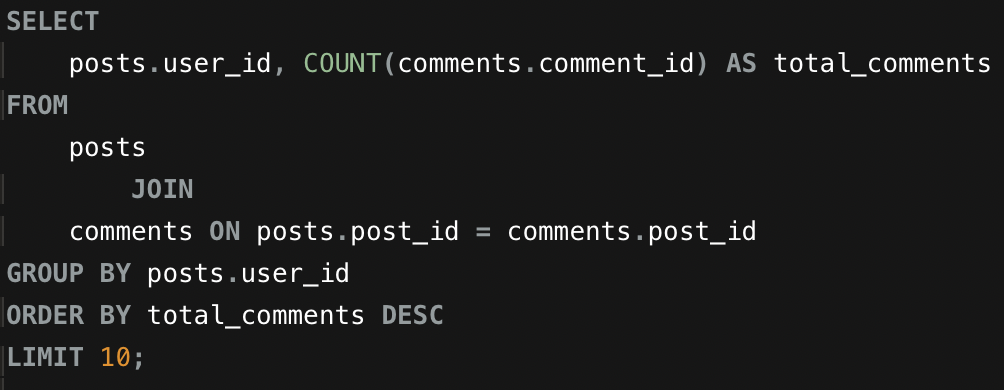 SELECT
posts.user_id, COUNT(comments.comment_id) AS total_comments
FROM
posts
JOIN
comments ON posts.post_id = comments.post_id
GROUP BY posts.user_id
ORDER BY total_comments DESC
LIMIT 10;